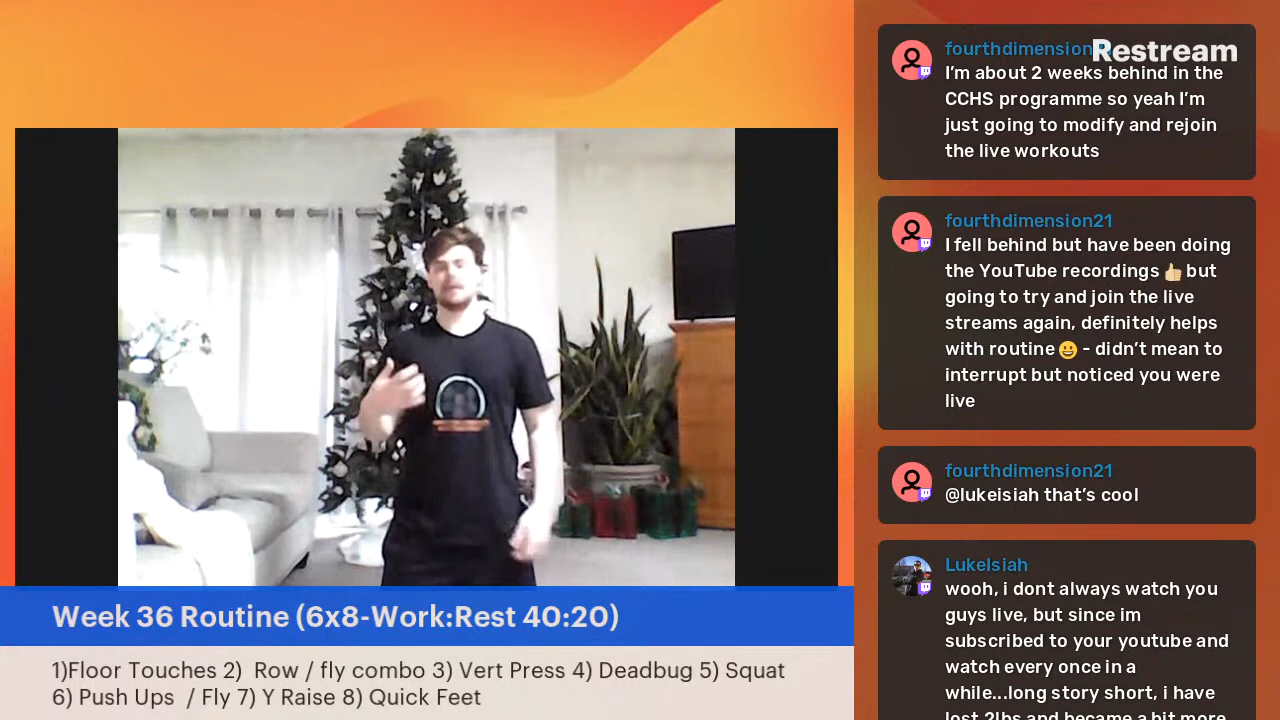 fourthdimension
Restream
I'm about 2 weeks behind in the
CCHS programme so yeah I'm
just going to modify and rejoin
the live workouts
fourthdimension21
I fell behind but have been doing
the YouTube recordings 👍🏼 but
going to try and join the live
streams again, definitely helps
with routine 😀 - didn't mean to
interrupt but noticed you were
live
fourthdimension21
@lukeisiah that's cool
LukeIsiah
wooh, i dont always watch you
guys live, but since im
subscribed to your youtube and
watch every once in a
while...long story short, i have
lost 2lbs and became a bit more
Week 36 Routine (6x8-Work:Rest 40:20)
1)Floor Touches 2)  Row / fly combo 3) Vert Press 4) Deadbug 5) Squat
6) Push Ups  / Fly 7) Y Raise 8) Quick Feet